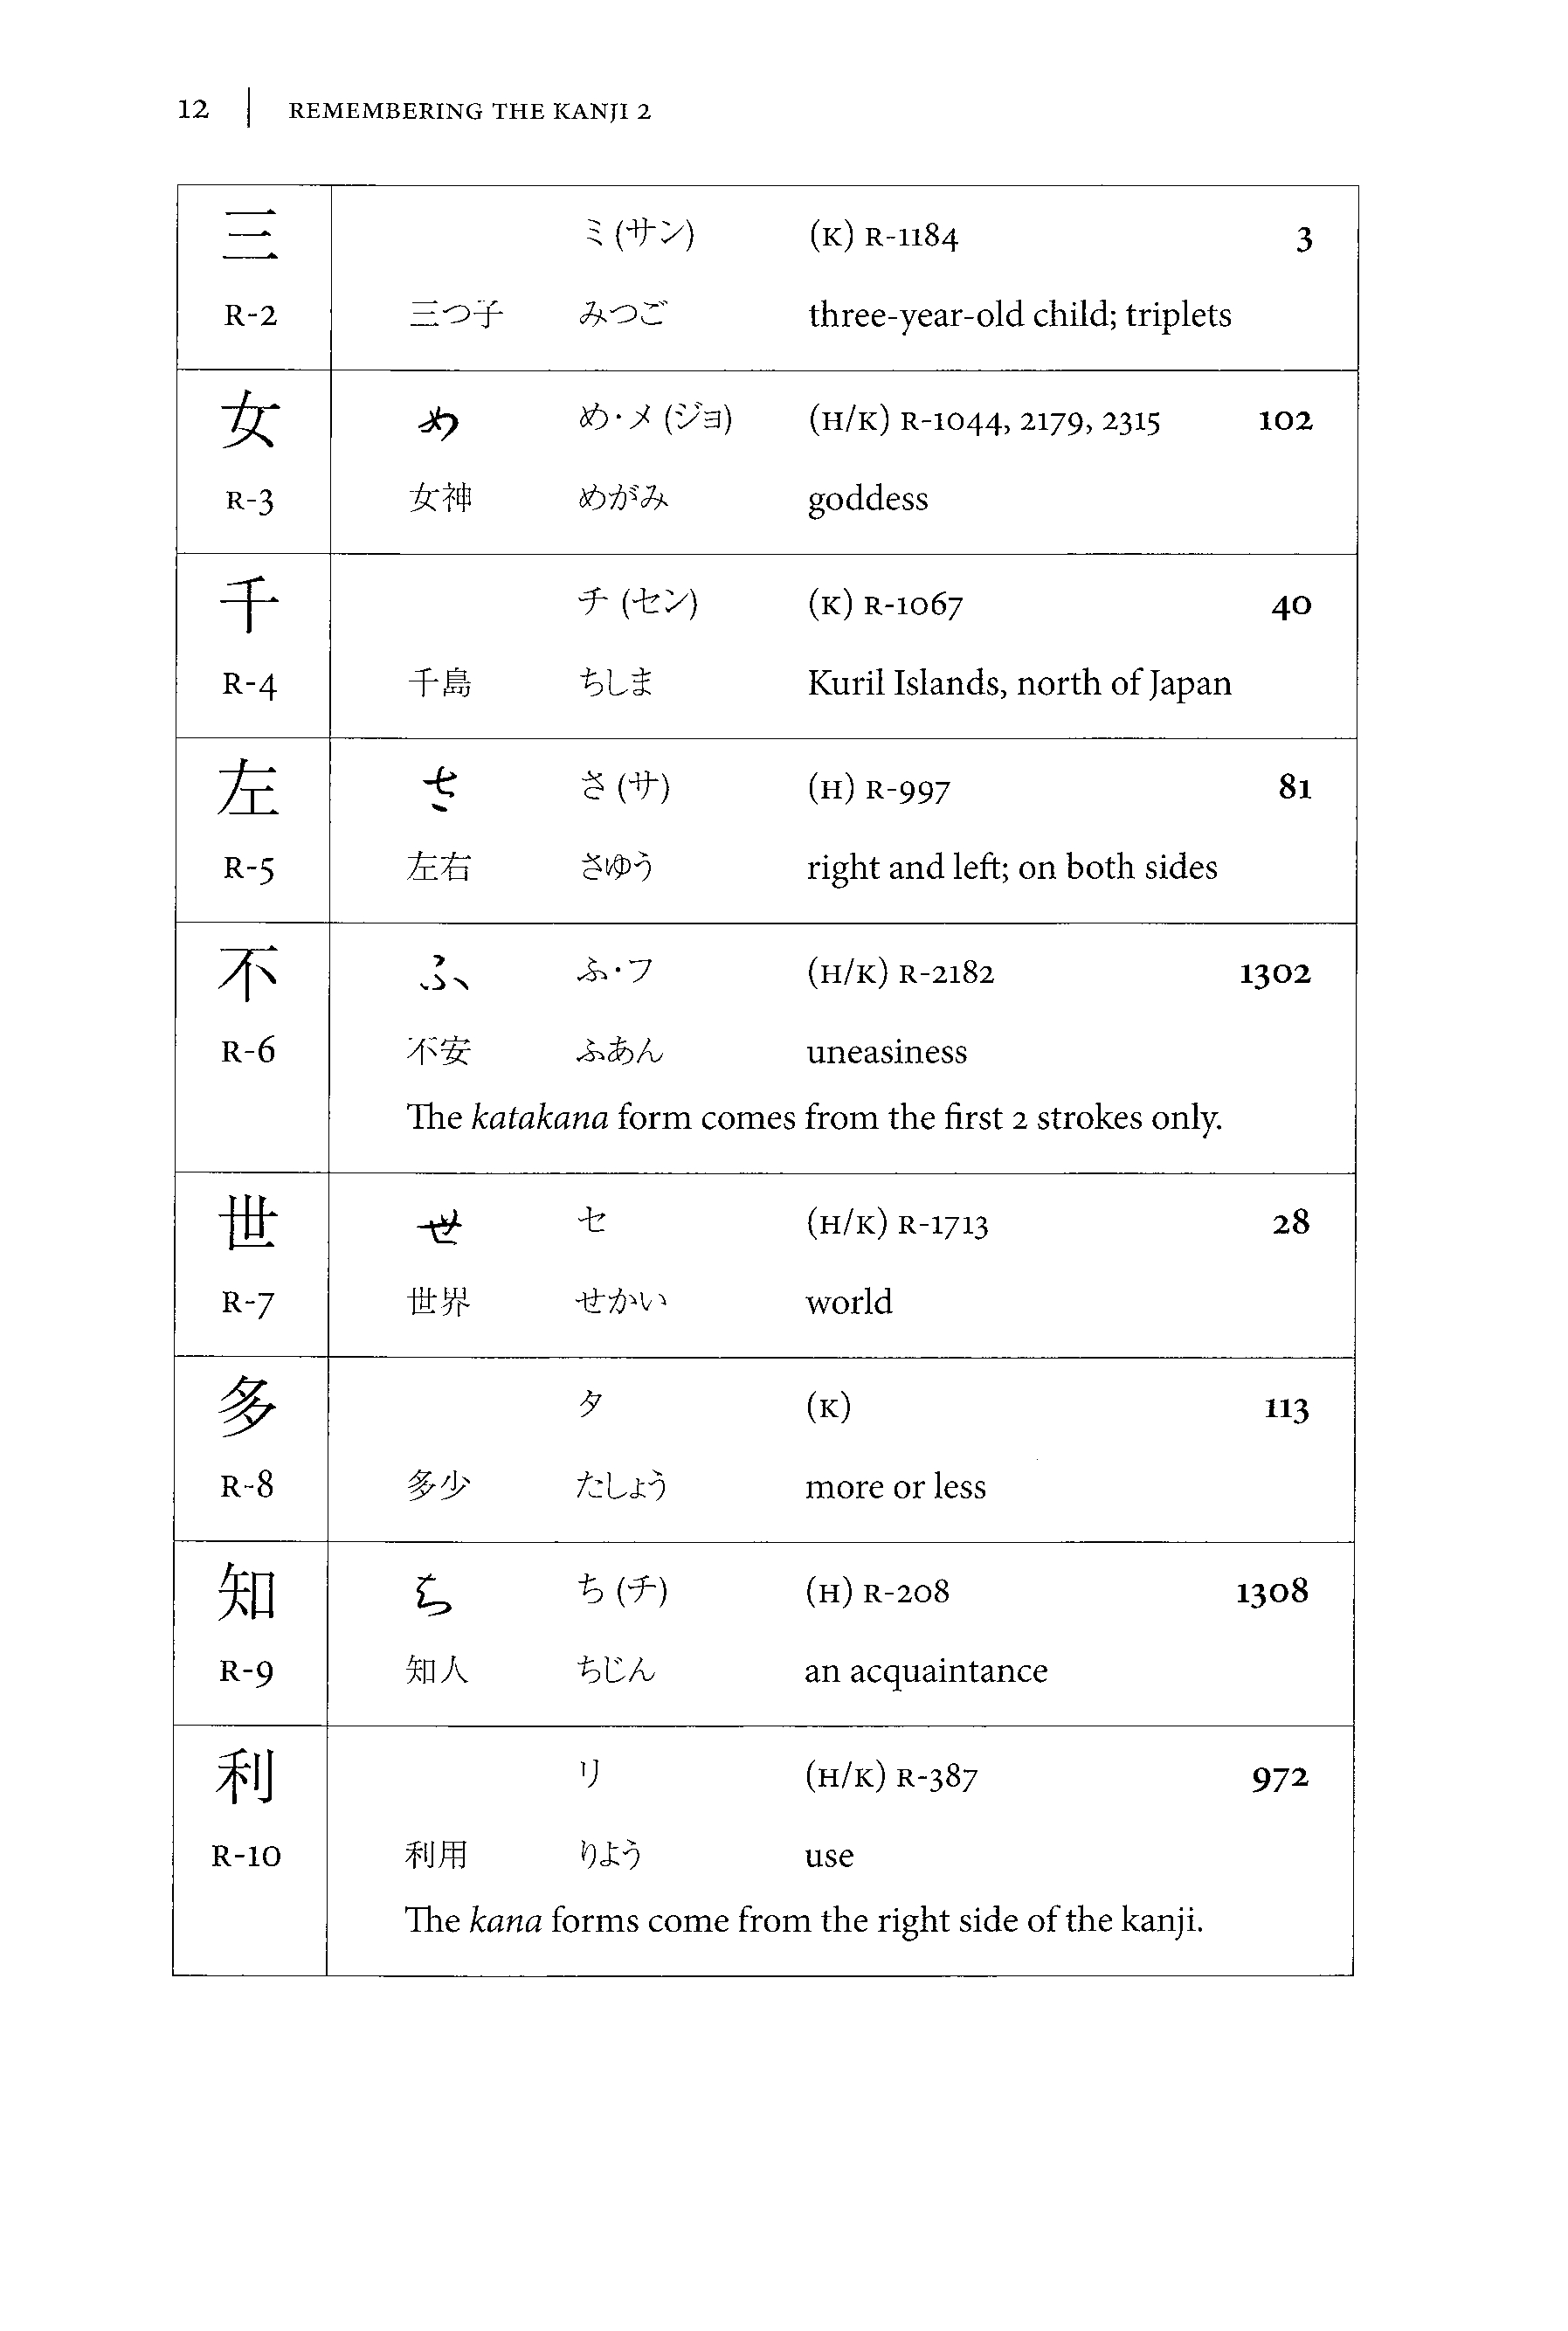 12 | REMEMBERING THE KANJI 2
三 ミ (サン) (K) R-1184 3
R-2 三つ子 みつご three-year-old child; triplets
女 め め・メ (ジョ) (H/K) R-1044, 2179, 2315 102
R-3 女神 めがみ goddess
千 チ (セン) (K) R-1067 40
R-4 千島 ちしま Kuril Islands, north of Japan
左 さ さ (サ) (H) R-997 81
R-5 左右 さゆう right and left; on both sides
不 ふ ふ・フ (H/K) R-2182 1302
R-6 不安 ふあん uneasiness
The katakana form comes from the first 2 strokes only.
世 せ セ (H/K) R-1713 28
R-7 世界 せかい world
多 タ (K) 113
R-8 多少 たしょう more or less
知 ち ち (チ) (H) R-208 1308
R-9 知人 ちじん an acquaintance
利 リ (H/K) R-387 972
R-10 利用 りよう use
The kana forms come from the right side of the kanji.